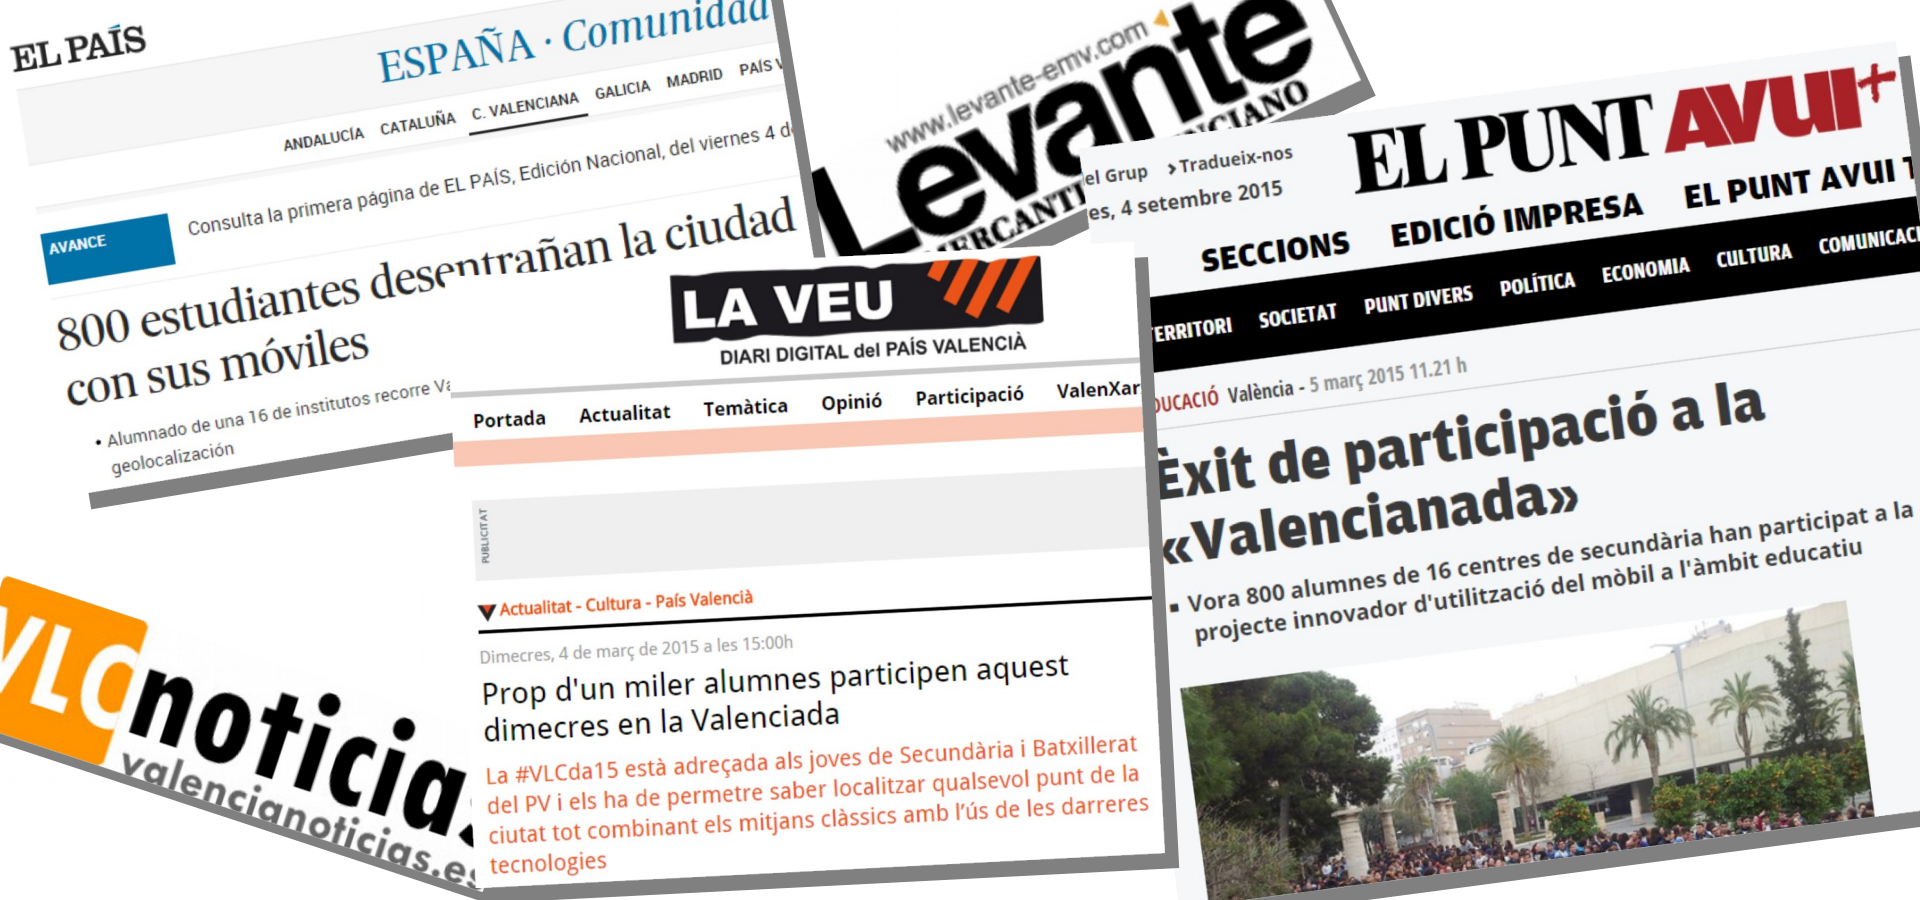 EL PAÍS
ESPAÑA · Comunidad
ANDALUCÍA CATALUÑA C. VALENCIANA GALICIA MADRID PAÍS
AVANCE
Consulta la primera página de EL PAÍS, Edición Nacional, del viernes 4
800 estudiantes desentrañan la ciudad
con sus móviles
• Alumnado de una 16 de institutos recorre
geolocalización
www.levante-emv.com
Levante
EL PUNT AVUI+
el Grup > Tradueix-nos
4 setembre 2015
SECCIONS EDICIÓ IMPRESA EL PUNT AVUI
SOCIETAT PUNT DIVERS POLÍTICA ECONOMIA CULTURA
València - 5 març 2015 11.21 h
Èxit de participació a la
«Valencianada»
▪ Vora 800 alumnes de 16 centres de secundària han participat a la
projecte innovador d'utilització del mòbil a l'àmbit educatiu
LA VEU
DIARI DIGITAL del PAÍS VALENCIÀ
Portada Actualitat Temàtica Opinió Participació ValenXar
PUBLICITAT
Actualitat - Cultura - País Valencià
Dimecres, 4 de març de 2015 a les 15:00h
Prop d'un miler alumnes participen aquest
dimecres en la Valenciada
La #VLCda15 està adreçada als joves de Secundària i Batxillerat
del PV i els ha de permetre saber localitzar qualsevol punt de la
ciutat tot combinant els mitjans clàssics amb l'ús de les darreres
tecnologies
VLCnoticias
valencianoticias.es